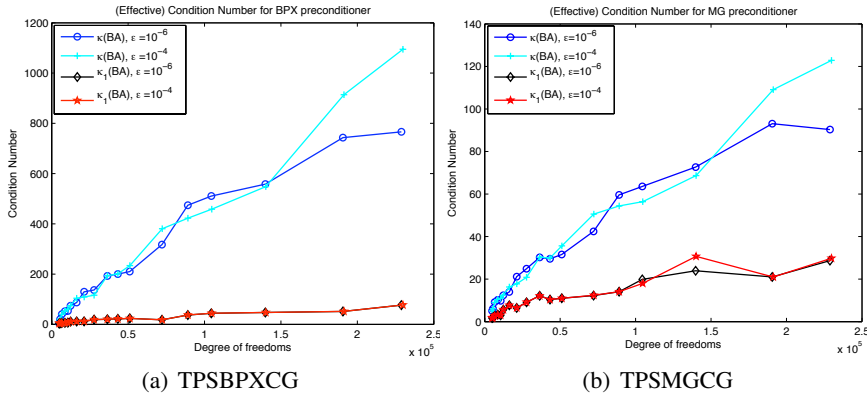 (Effective) Condition Number for BPX preconditioner
κ(BA), ε =10⁻⁶
κ(BA), ε =10⁻⁴
κ₁(BA), ε =10⁻⁶
κ₁(BA), ε =10⁻⁴
Condition Number
1200
1000
800
600
400
200
0
0 0.5 1 1.5 2 2.5
Degree of freedoms
x 10⁵
(a) TPSBPXCG
(Effective) Condition Number for MG preconditioner
κ(BA), ε=10⁻⁶
κ(BA), ε=10⁻⁴
κ₁(BA), ε=10⁻⁶
κ₁(BA), ε=10⁻⁴
Condition Number
140
120
100
80
60
40
20
0
0 0.5 1 1.5 2 2.5
Degree of freedoms
x 10⁵
(b) TPSMGCG